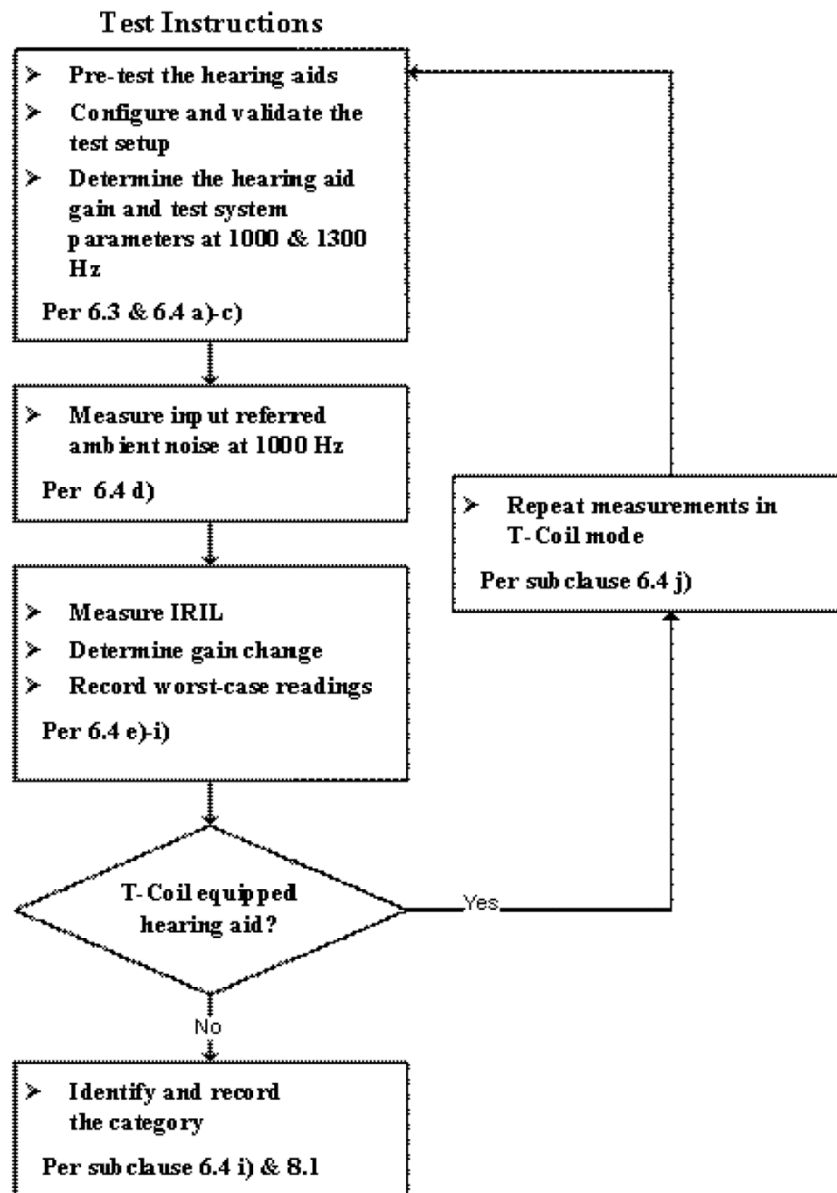 Test Instructions
➢ Pre-test the hearing aids
➢ Configure and validate the
test setup
➢ Determine the hearing aid
gain and test system
parameters at 1000 & 1300
Hz
Per 6.3 & 6.4 a)-c)
➢ Measure input referred
ambient noise at 1000 Hz
Per 6.4 d)
➢ Repeat measurements in
T-Coil mode
Per subclause 6.4 j)
➢ Measure IRIL
➢ Determine gain change
➢ Record worst-case readings
Per 6.4 e)-i)
T-Coil equipped
hearing aid?
Yes
No
➢ Identify and record
the category
Per subclause 6.4 i) & 8.1